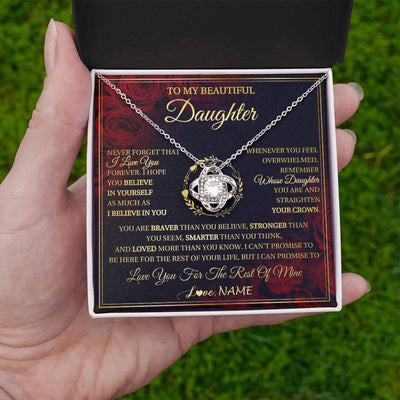 TO MY BEAUTIFUL
Daughter
NEVER FORGET THAT
I Love You
FOREVER. I HOPE
YOU BELIEVE
IN YOURSELF
AS MUCH AS
I BELIEVE IN YOU
WHENEVER YOU FEEL
OVERWHELMED,
REMEMBER
Whose Daughter
YOU ARE AND
STRAIGHTEN
YOUR CROWN.
YOU ARE BRAVER THAN YOU BELIEVE, STRONGER THAN
YOU SEEM, SMARTER THAN YOU THINK,
AND LOVED MORE THAN YOU KNOW. I CAN'T PROMISE TO
BE HERE FOR THE REST OF YOUR LIFE, BUT I CAN PROMISE TO
Love You For The Rest Of Mine
Love, NAME